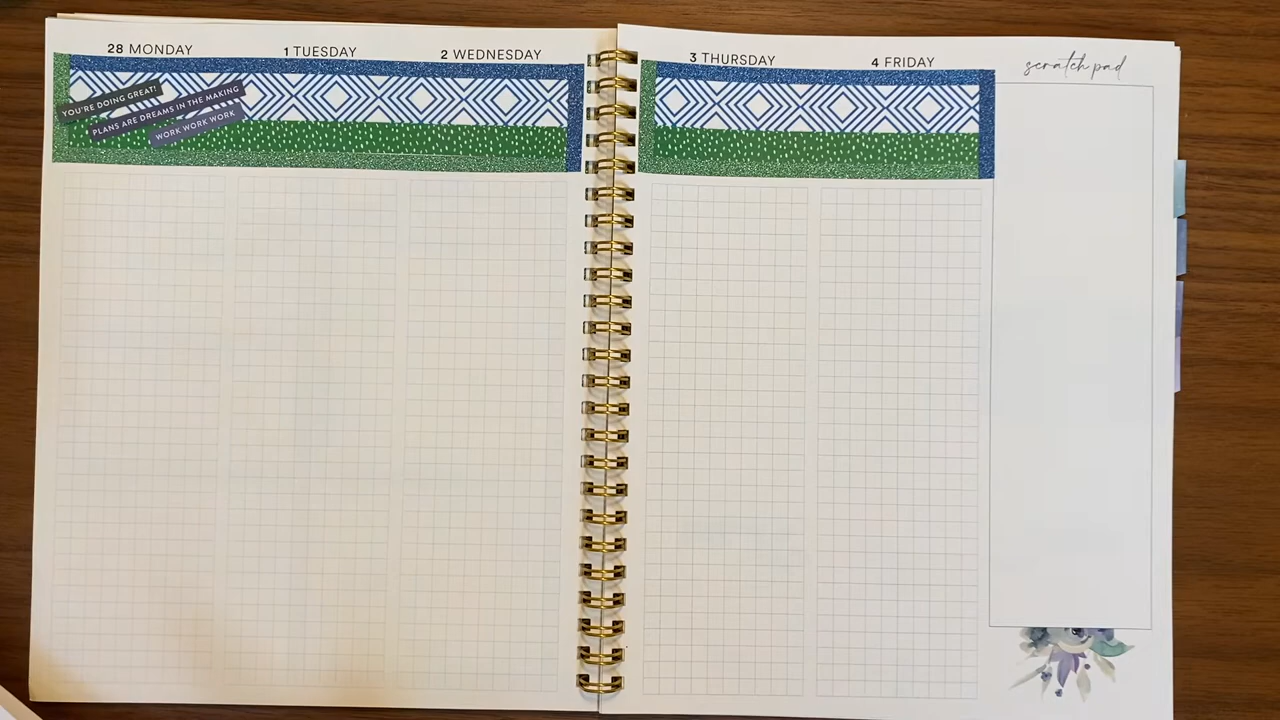 28 MONDAY
1 TUESDAY
2 WEDNESDAY
3 THURSDAY
4 FRIDAY
scratch pad
YOU'RE DOING GREAT!
PLANS ARE DREAMS IN THE MAKING
WORK WORK WORK